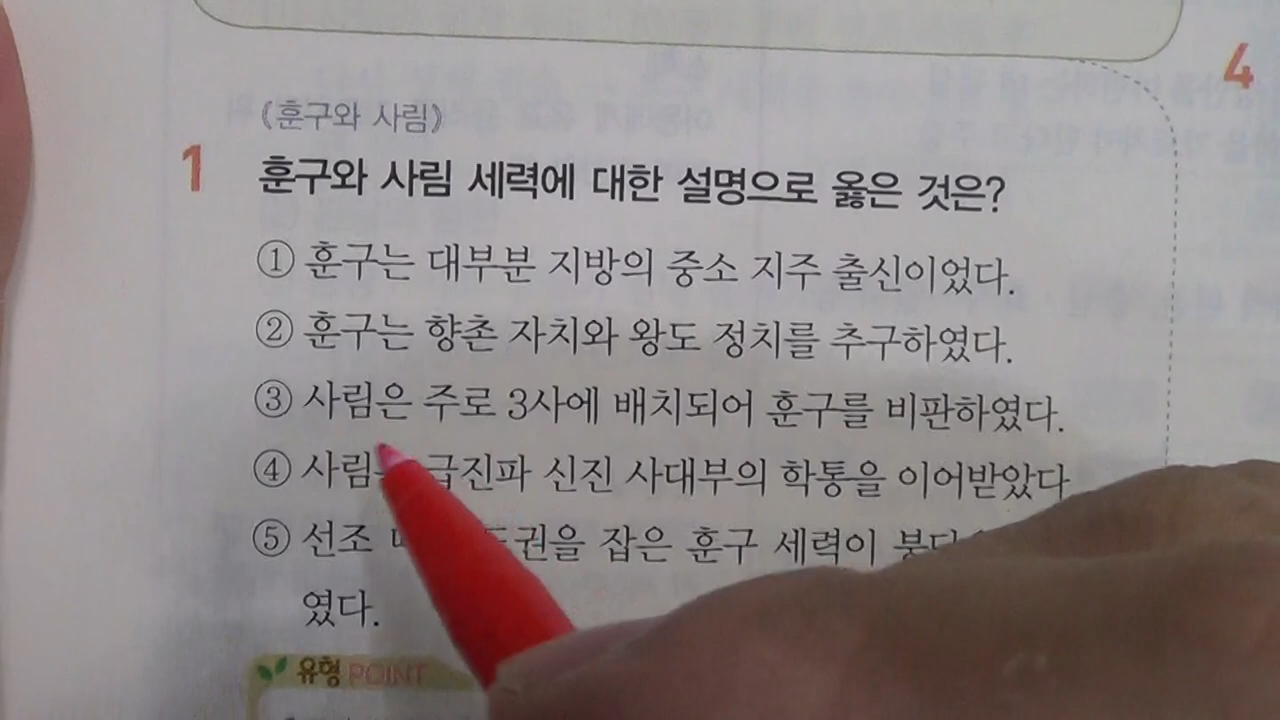 《훈구와 사림》
1 훈구와 사림 세력에 대한 설명으로 옳은 것은?
① 훈구는 대부분 지방의 중소 지주 출신이었다.
② 훈구는 향촌 자치와 왕도 정치를 추구하였다.
③ 사림은 주로 3사에 배치되어 훈구를 비판하였다.
④ 급진파 신진 사대부의 학통을 이어받았다
⑤ 선조 잡은 훈구 세력이
였다.
유형 POINT
4